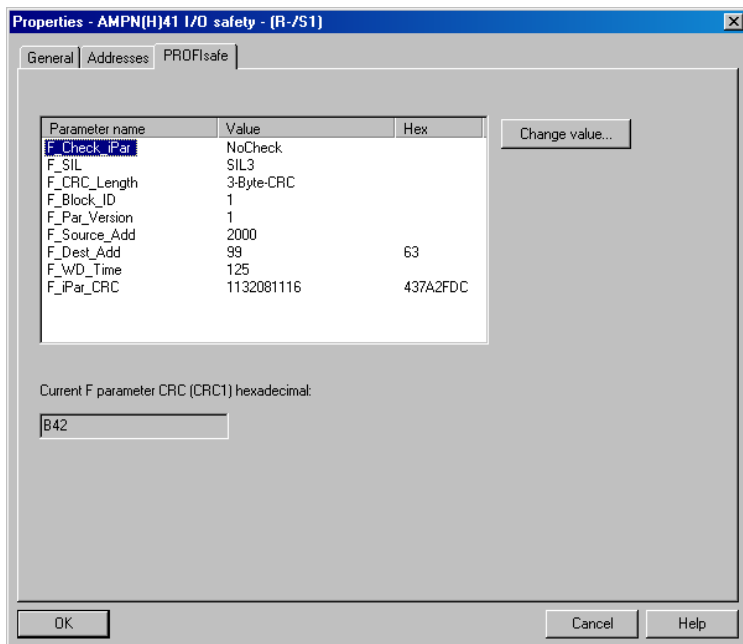 Properties - AMPN(H)41 I/O safety - (R-/S1)
General Addresses PROFIsafe
Parameter name Value Hex
F_Check_iPar NoCheck
F_SIL SIL3
F_CRC_Length 3-Byte-CRC
F_Block_ID 1
F_Par_Version 1
F_Source_Add 2000
F_Dest_Add 99 63
F_WD_Time 125
F_iPar_CRC 1132081116 437A2FDC
Change value...
Current F parameter CRC (CRC1) hexadecimal:
B42
OK Cancel Help